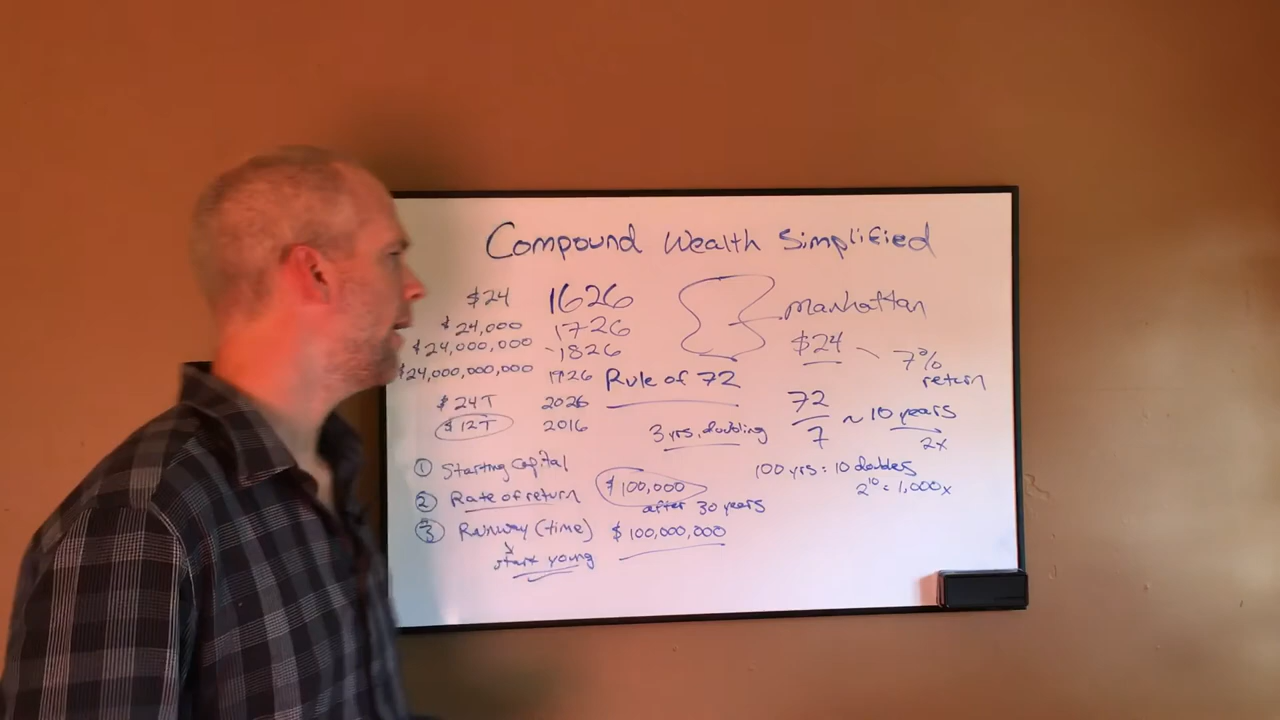 Compound Wealth Simplified
$24 1626
$24,000 1726
$24,000,000 1826
$24,000,000,000 1926
$24T 2026
$12T 2016
Manhattan
$24
7% return
Rule of 72
72
7
~ 10 years
2x
3 yrs. doubling
100 yrs = 10 doubles
2^10 = 1,000x
① Starting Capital
② Rate of return
③ Runway (time)
start young
$100,000
after 30 years
$100,000,000